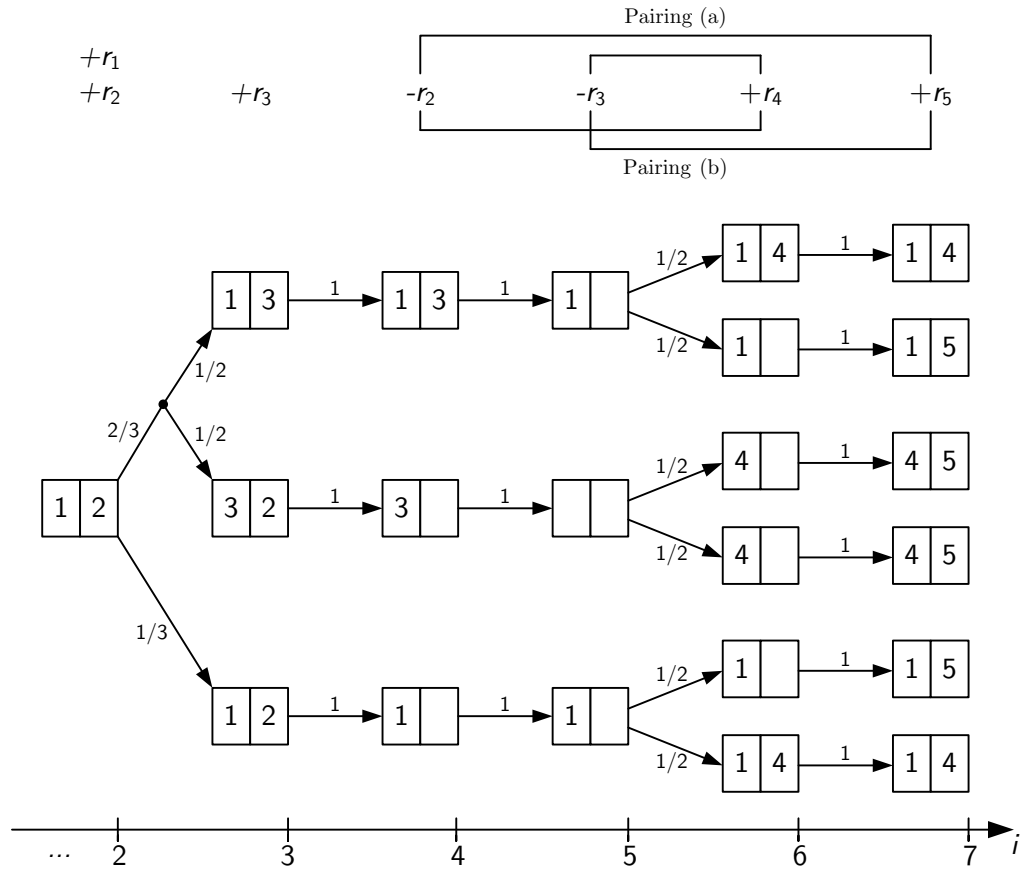 Pairing (a)
+r1
+r2 +r3 -r2 -r3 +r4 +r5
Pairing (b)
1 4 1 1 4
1/2
1 3 1 1 3 1 1
1/2 1/2
1 1 1 5
2/3 1/2
4 1 4 5
1/2
1 2 3 2 1 3 1
1/2
4 1 4 5
1/3
1 1 1 5
1/2
1 2 1 1 1 1
1/2
1 4 1 1 4
... 2 3 4 5 6 7 i